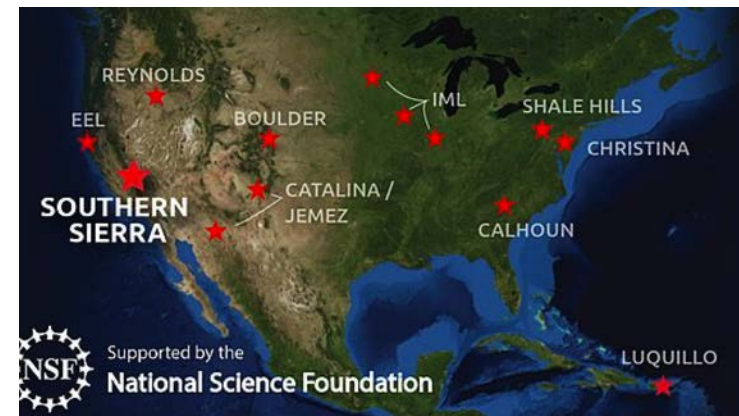 REYNOLDS
EEL
BOULDER
IML
SHALE HILLS
CHRISTINA
SOUTHERN
SIERRA
CATALINA /
JEMEZ
CALHOUN
LUQUILLO
NSF
Supported by the
National Science Foundation